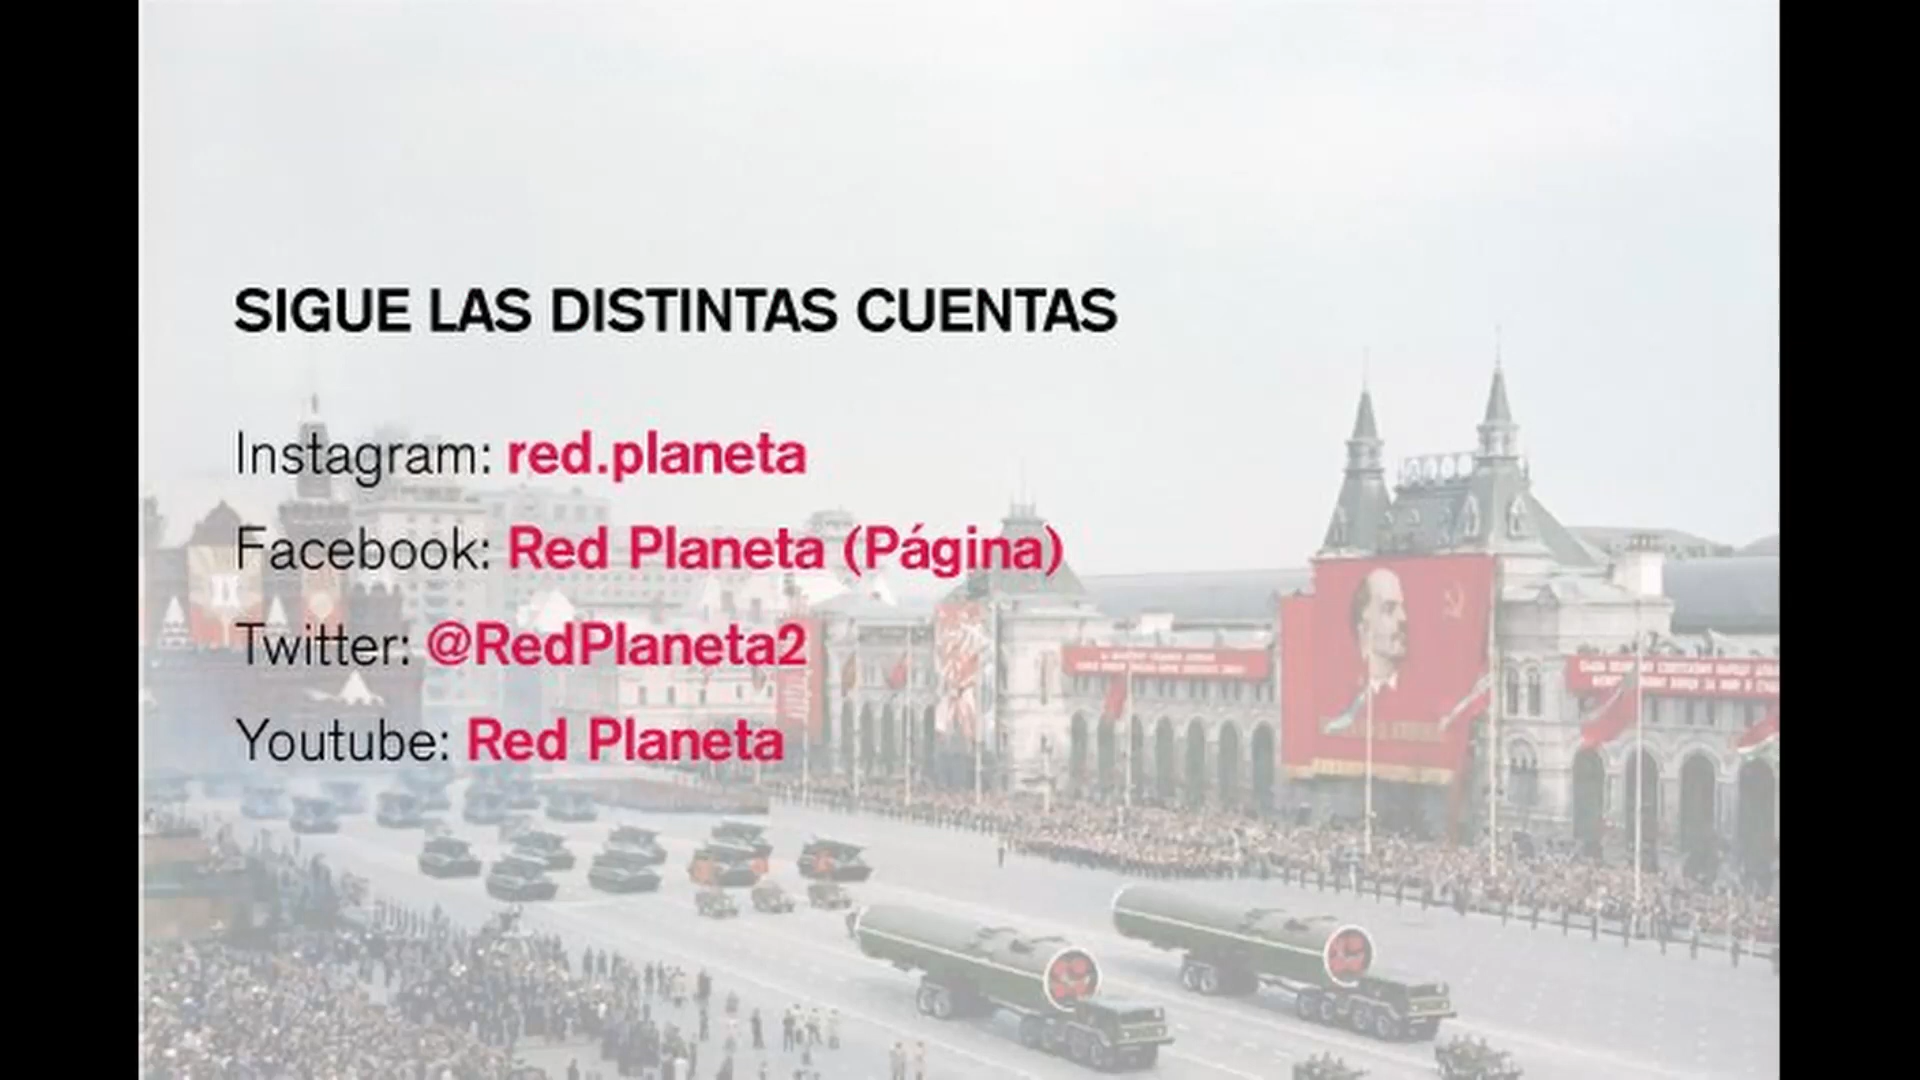 SIGUE LAS DISTINTAS CUENTAS
Instagram: red.planeta
Facebook: Red Planeta (Página)
Twitter: @RedPlaneta2
Youtube: Red Planeta